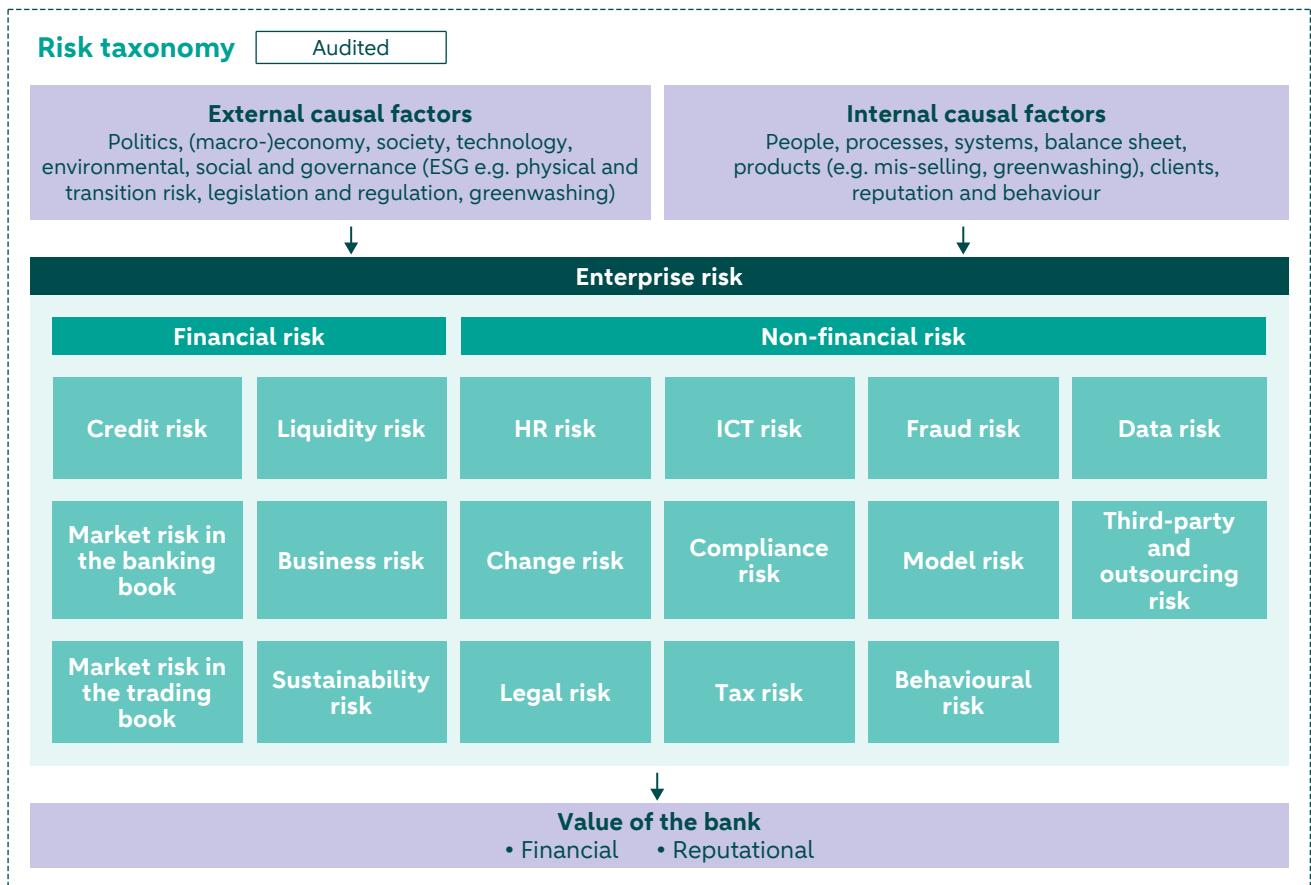 Risk taxonomy
Audited
External causal factors
Politics, (macro-)economy, society, technology,
environmental, social and governance (ESG e.g. physical and
transition risk, legislation and regulation, greenwashing)
Internal causal factors
People, processes, systems, balance sheet,
products (e.g. mis-selling, greenwashing), clients,
reputation and behaviour
Enterprise risk
Financial risk
Non-financial risk
Credit risk
Liquidity risk
HR risk
ICT risk
Fraud risk
Data risk
Market risk in
the banking
book
Business risk
Change risk
Compliance
risk
Model risk
Third-party
and
outsourcing
risk
Market risk in
the trading
book
Sustainability
risk
Legal risk
Tax risk
Behavioural
risk
Value of the bank
• Financial • Reputational